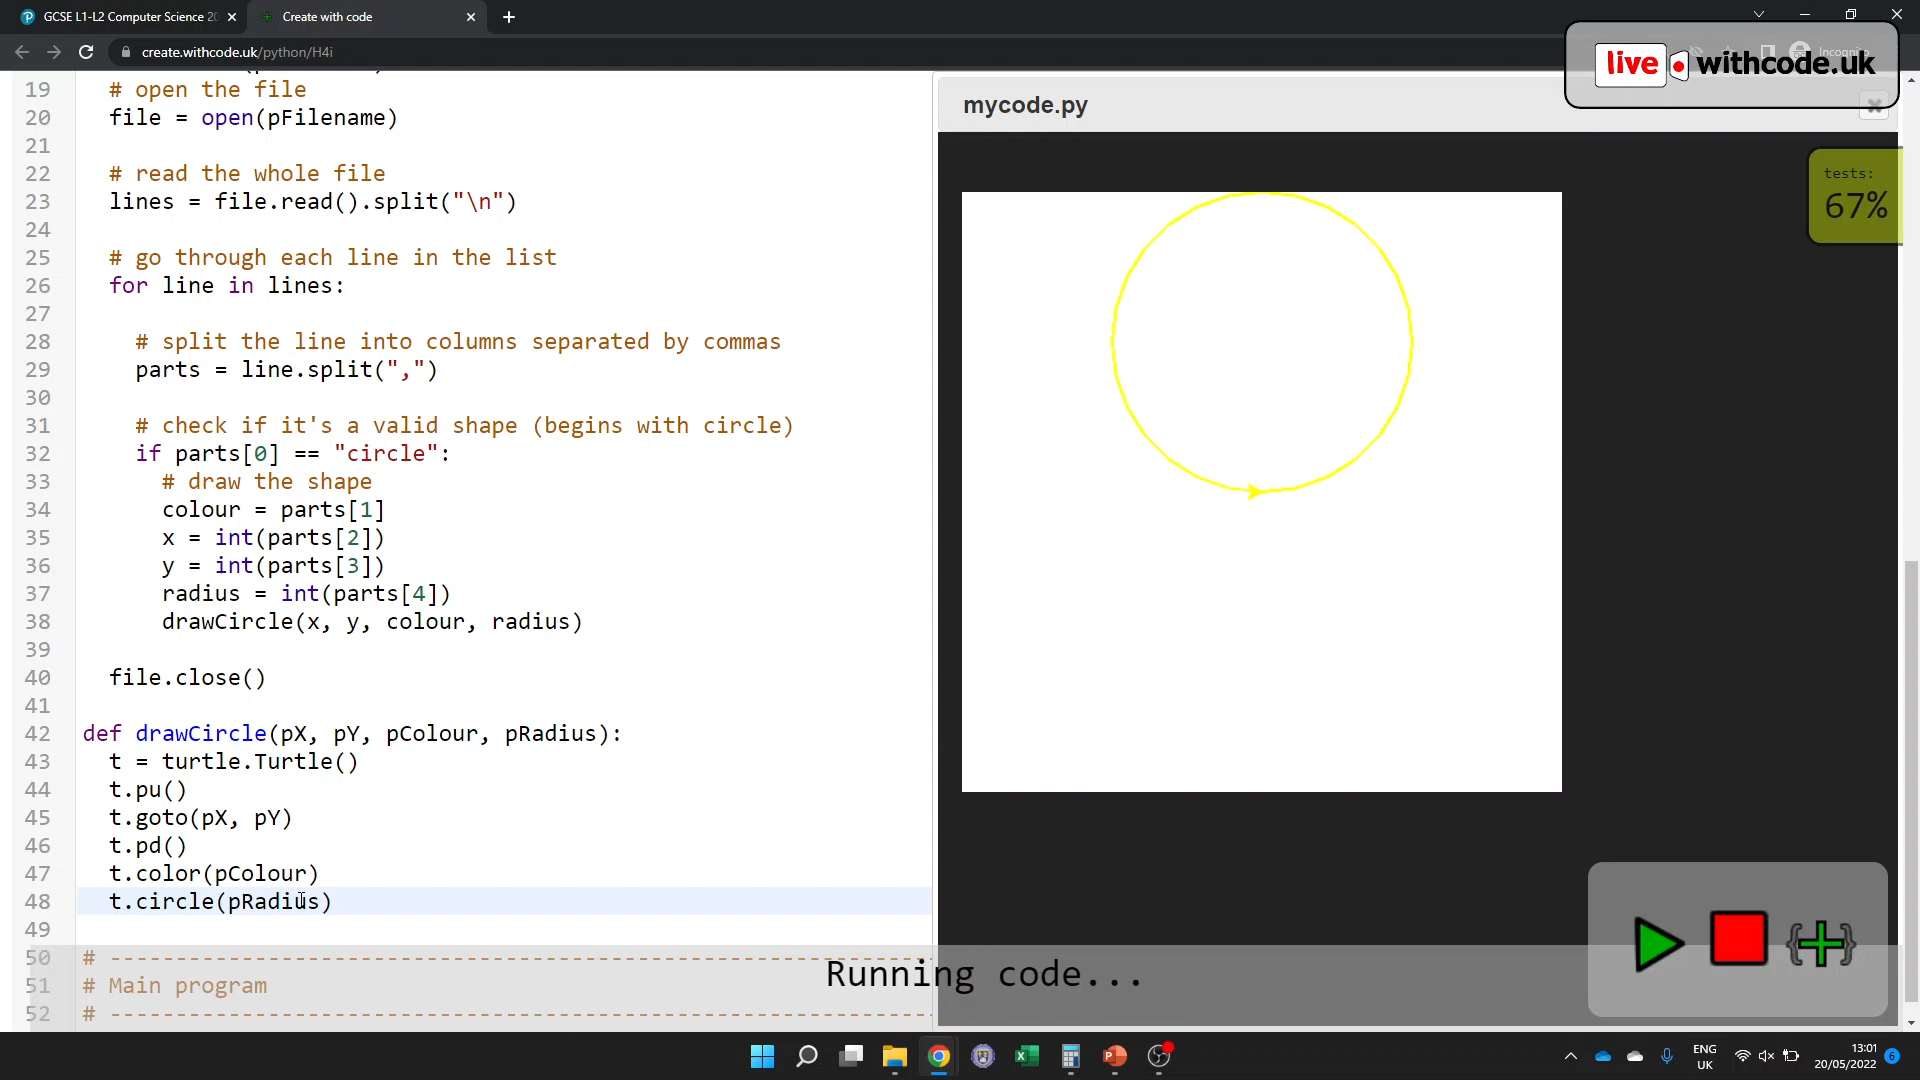 GCSE L1-L2 Computer Science 20
Create with code
create.withcode.uk/python/H4i
Incognito
live withcode.uk
19 # open the file
20 file = open(pFilename)
21
22 # read the whole file
23 lines = file.read().split("\n")
24
25 # go through each line in the list
26 for line in lines:
27
28 # split the line into columns separated by commas
29 parts = line.split(",")
30
31 # check if it's a valid shape (begins with circle)
32 if parts[0] == "circle":
33 # draw the shape
34 colour = parts[1]
35 x = int(parts[2])
36 y = int(parts[3])
37 radius = int(parts[4])
38 drawCircle(x, y, colour, radius)
39
40 file.close()
41
42 def drawCircle(pX, pY, pColour, pRadius):
43 t = turtle.Turtle()
44 t.pu()
45 t.goto(pX, pY)
46 t.pd()
47 t.color(pColour)
48 t.circle(pRadius)
49
50 # ---------------------------------------------------------------
51 # Main program
52 # ---------------------------------------------------------------
mycode.py
tests:
67%
Running code...
ENG
UK
13:01
20/05/2022
6